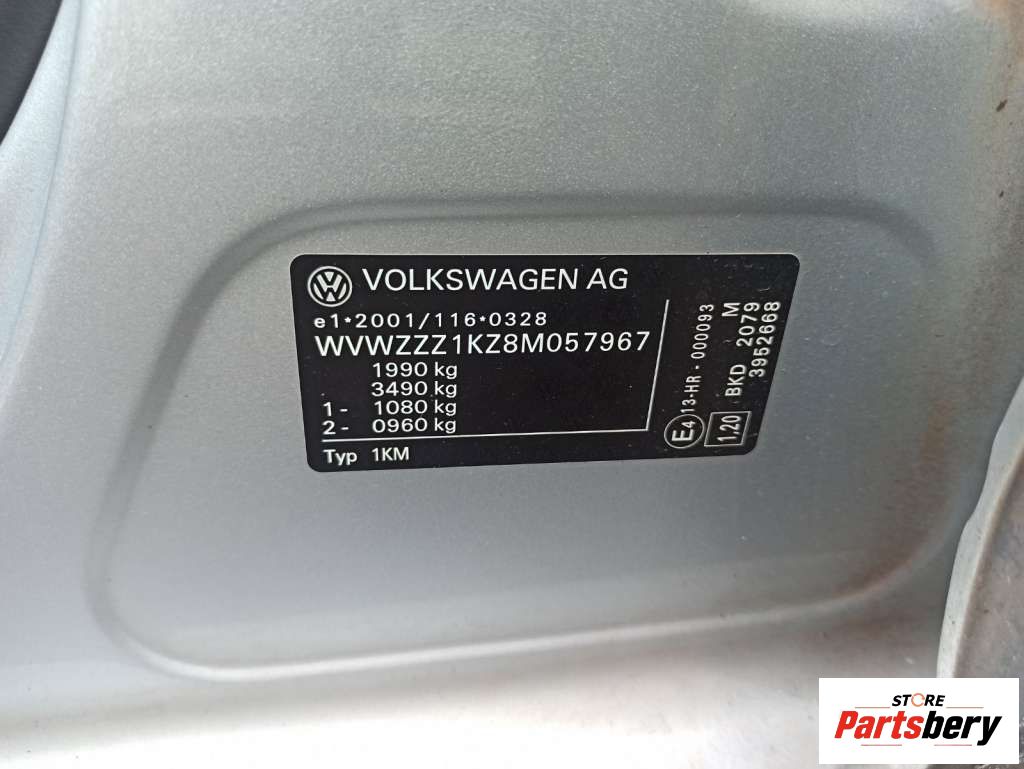 VOLKSWAGEN AG
e1*2001/116*0328
WVWZZZ1KZ8M057967
1990 kg
3490 kg
1- 1080 kg
2- 0960 kg
Typ 1KM
E4 13-HR - 000093
1,20 BKD 2079 M
3952668
STORE
Partsbery